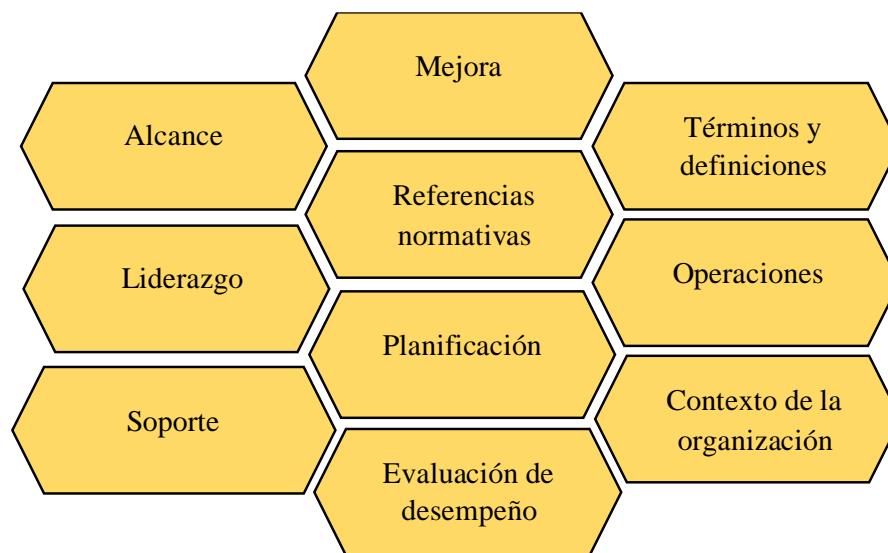 Mejora
Alcance
Términos y
definiciones
Referencias
normativas
Liderazgo
Operaciones
Planificación
Soporte
Contexto de la
organización
Evaluación de
desempeño